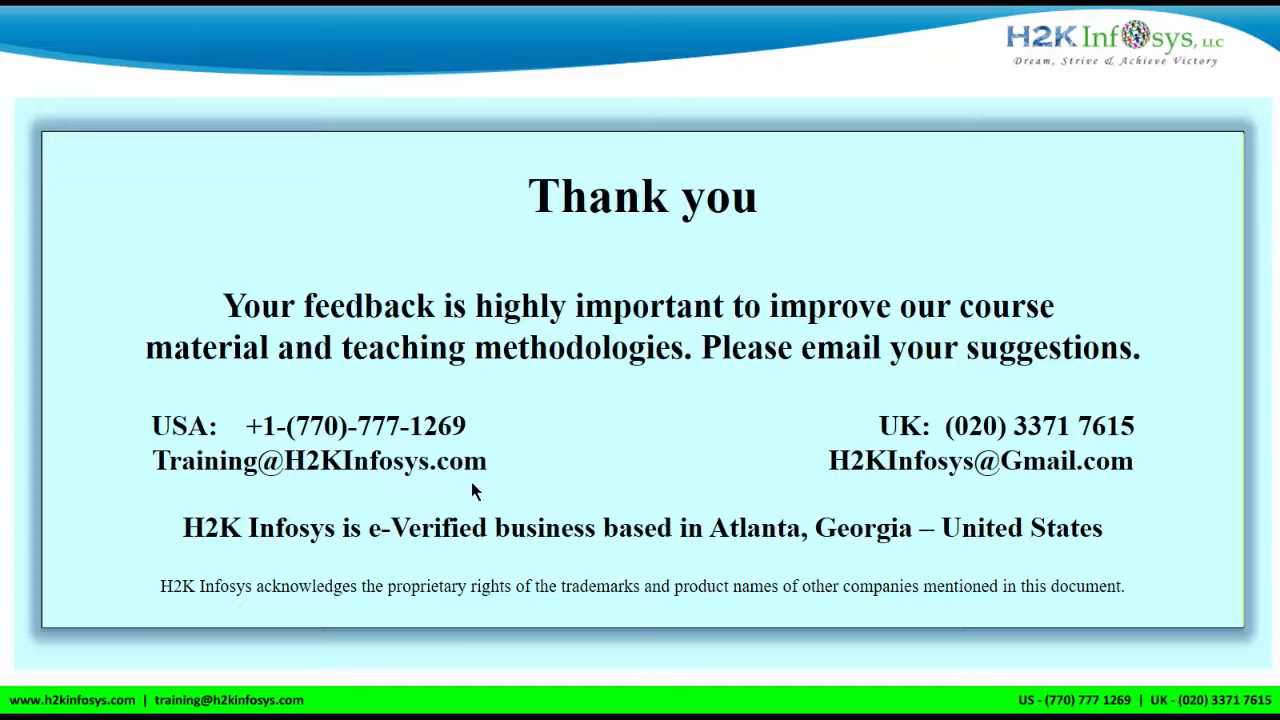 H2K Infosys, LLC
Dream, Strive & Achieve Victory
Thank you
Your feedback is highly important to improve our course
material and teaching methodologies. Please email your suggestions.
USA: +1-(770)-777-1269 UK: (020) 3371 7615
Training@H2KInfosys.com H2KInfosys@Gmail.com
H2K Infosys is e-Verified business based in Atlanta, Georgia – United States
H2K Infosys acknowledges the proprietary rights of the trademarks and product names of other companies mentioned in this document.
www.h2kinfosys.com | training@h2kinfosys.com US - (770) 777 1269 | UK - (020) 3371 7615